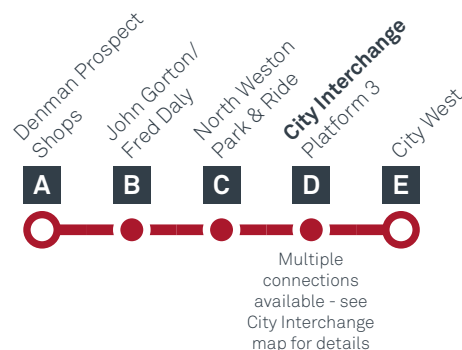 Denman Prospect
Shops
John Gorton/
Fred Daly
North Weston
Park & Ride
City Interchange
Platform 3
City West
A
B
C
D
E
Multiple
connections
available - see
City Interchange
map for details